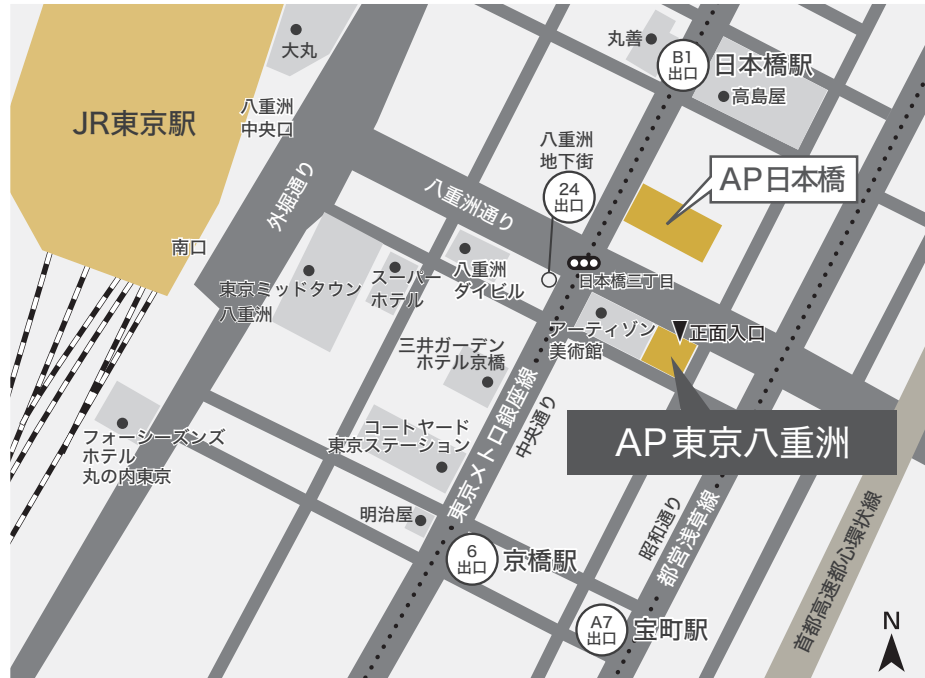 丸善
大丸
B1
出口
日本橋駅
高島屋
JR東京駅
八重洲
中央口
八重洲
地下街
24
出口
AP日本橋
外堀通り
八重洲通り
南口
東京ミッドタウン
八重洲
スーパー
ホテル
八重洲
ダイビル
日本橋三丁目
アーティゾン
美術館
正面入口
三井ガーデン
ホテル京橋
東京メトロ銀座線
中央通り
AP東京八重洲
コートヤード
東京ステーション
フォーシーズンズ
ホテル
丸の内東京
明治屋
6
出口
京橋駅
昭和通り
都営浅草線
首都高速都心環状線
A7
出口
宝町駅
N